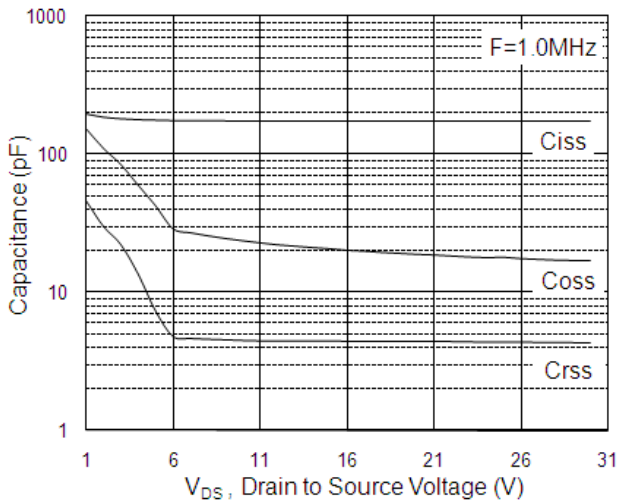 1000
F=1.0MHz
Ciss
100
Capacitance (pF)
Coss
10
Crss
1
1 6 11 16 21 26 31
VDS , Drain to Source Voltage (V)